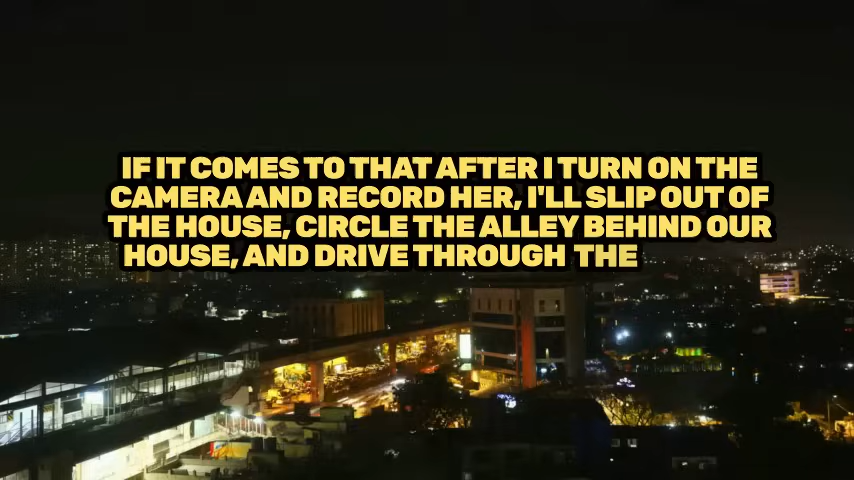 IF IT COMES TO THAT AFTER I TURN ON THE
CAMERA AND RECORD HER, I'LL SLIP OUT OF
THE HOUSE, CIRCLE THE ALLEY BEHIND OUR
HOUSE, AND DRIVE THROUGH THE